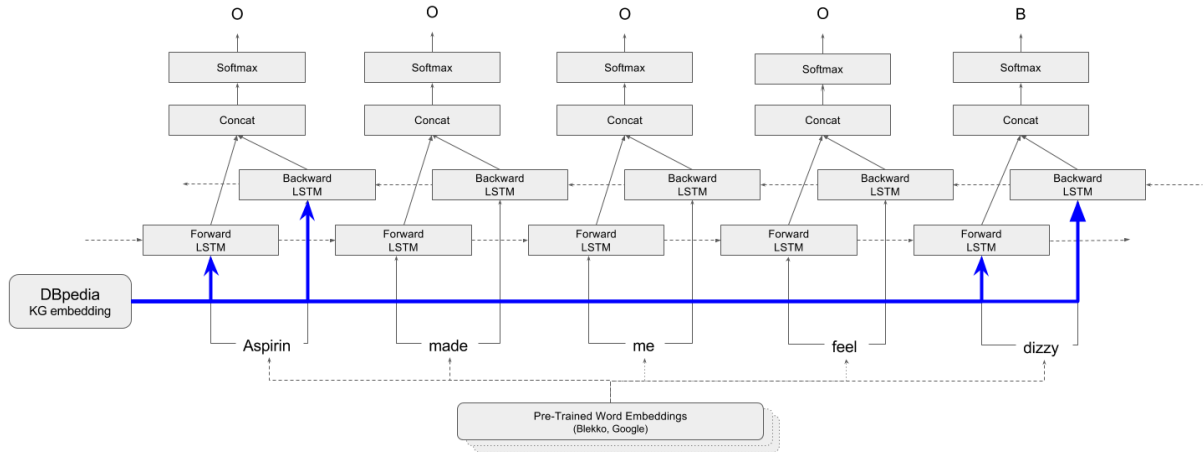 O O O O B
Softmax Softmax Softmax Softmax Softmax
Concat Concat Concat Concat Concat
Backward Backward Backward Backward Backward
LSTM LSTM LSTM LSTM LSTM
Forward Forward Forward Forward Forward
LSTM LSTM LSTM LSTM LSTM
DBpedia
KG embedding
Aspirin made me feel dizzy
Pre-Trained Word Embeddings
(Blekko, Google)